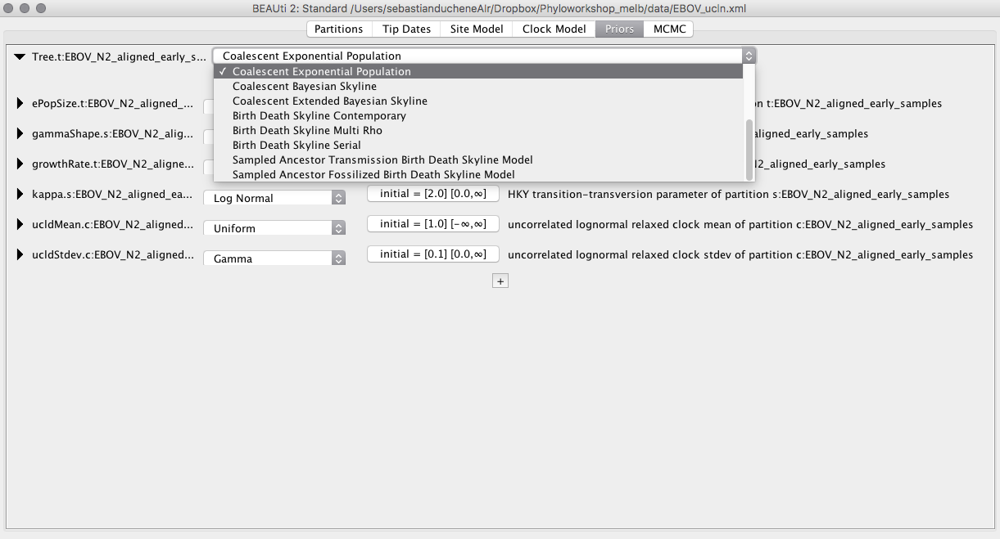 BEAUti 2: Standard /Users/sebastianducheneAIr/Dropbox/Phyloworkshop_melb/data/EBOV_ucln.xml
Partitions Tip Dates Site Model Clock Model Priors MCMC
Tree.t:EBOV_N2_aligned_early_s... Coalescent Exponential Population
✓ Coalescent Exponential Population
Coalescent Bayesian Skyline
Coalescent Extended Bayesian Skyline
ePopSize.t:EBOV_N2_aligned_... n t:EBOV_N2_aligned_early_samples
Birth Death Skyline Contemporary
Birth Death Skyline Multi Rho
gammaShape.s:EBOV_N2_alig... aligned_early_samples
Birth Death Skyline Serial
Sampled Ancestor Transmission Birth Death Skyline Model
growthRate.t:EBOV_N2_aligne... N2_aligned_early_samples
Sampled Ancestor Fossilized Birth Death Skyline Model
kappa.s:EBOV_N2_aligned_ea... Log Normal initial = [2.0] [0.0,∞] HKY transition-transversion parameter of partition s:EBOV_N2_aligned_early_samples
ucldMean.c:EBOV_N2_aligned... Uniform initial = [1.0] [-∞,∞] uncorrelated lognormal relaxed clock mean of partition c:EBOV_N2_aligned_early_samples
ucldStdev.c:EBOV_N2_aligned... Gamma initial = [0.1] [0.0,∞] uncorrelated lognormal relaxed clock stdev of partition c:EBOV_N2_aligned_early_samples
+